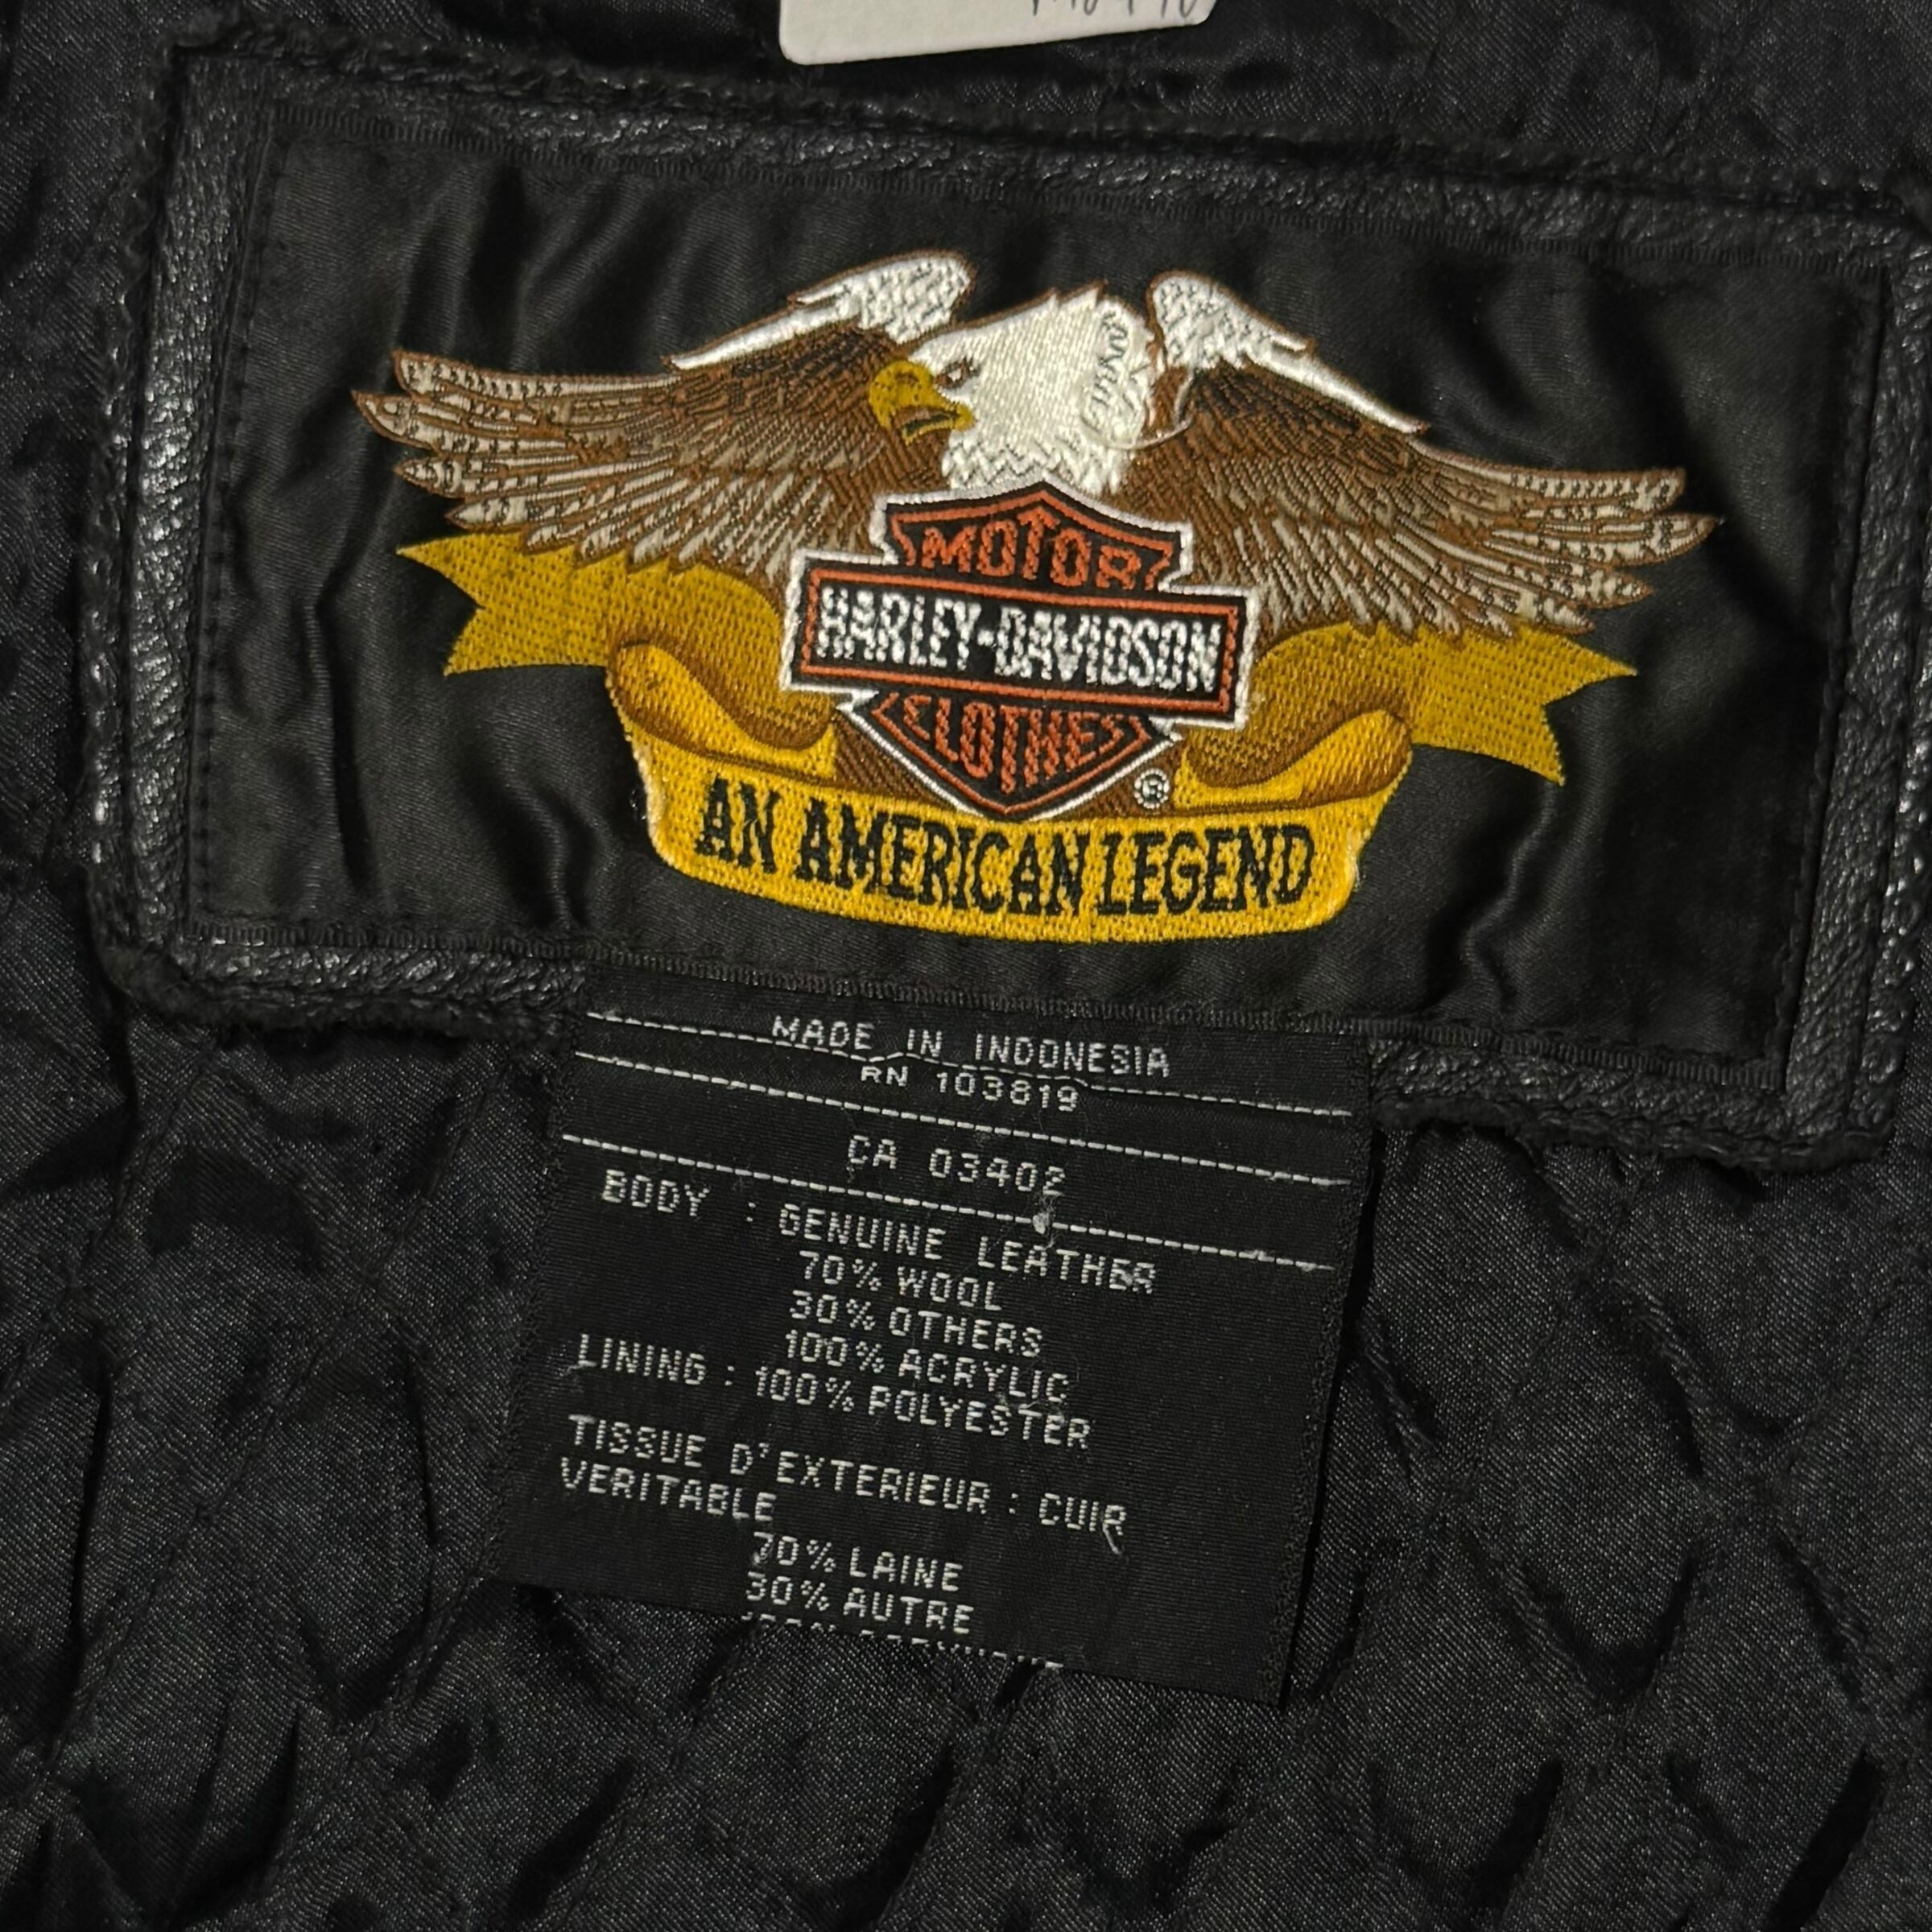 MOTOR
HARLEY-DAVIDSON
CLOTHES
®
AN AMERICAN LEGEND
MADE IN INDONESIA
RN 103819
CA 03402
BODY : GENUINE LEATHER
70% WOOL
30% OTHERS
100% ACRYLIC
LINING : 100% POLYESTER
TISSUE D'EXTERIEUR : CUIR
VERITABLE
70% LAINE
30% AUTRE